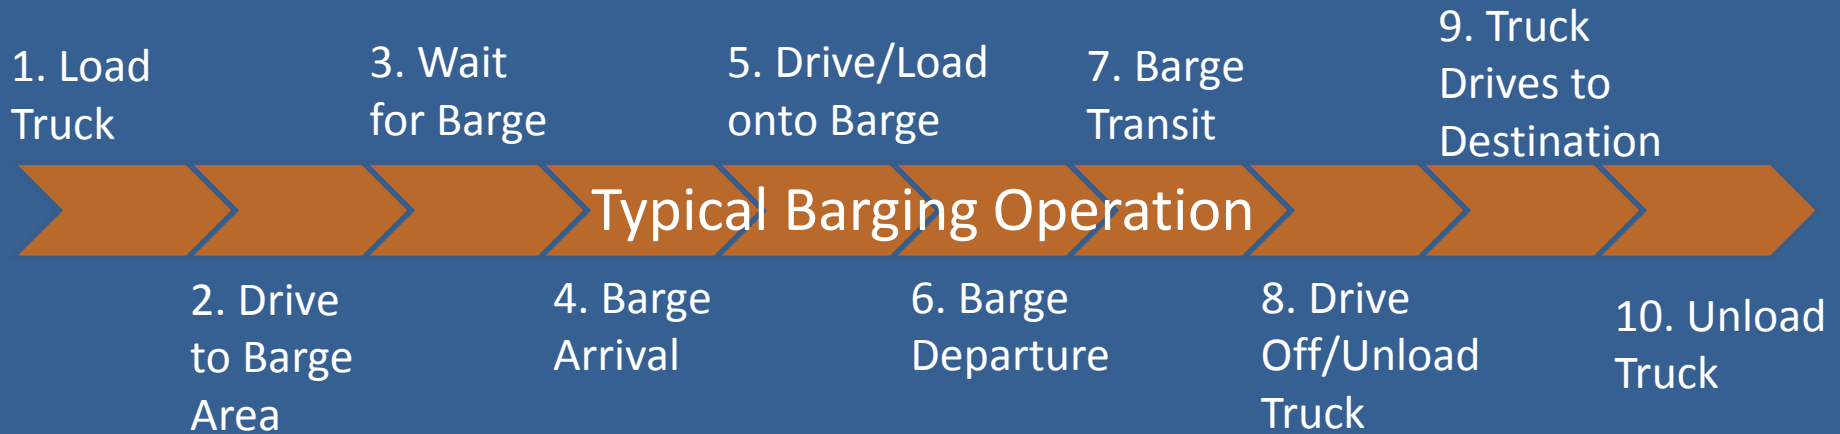 1. Load
Truck
2. Drive
to Barge
Area
3. Wait
for Barge
4. Barge
Arrival
5. Drive/Load
onto Barge
6. Barge
Departure
7. Barge
Transit
8. Drive
Off/Unload
Truck
9. Truck
Drives to
Destination
10. Unload
Truck
Typical Barging Operation